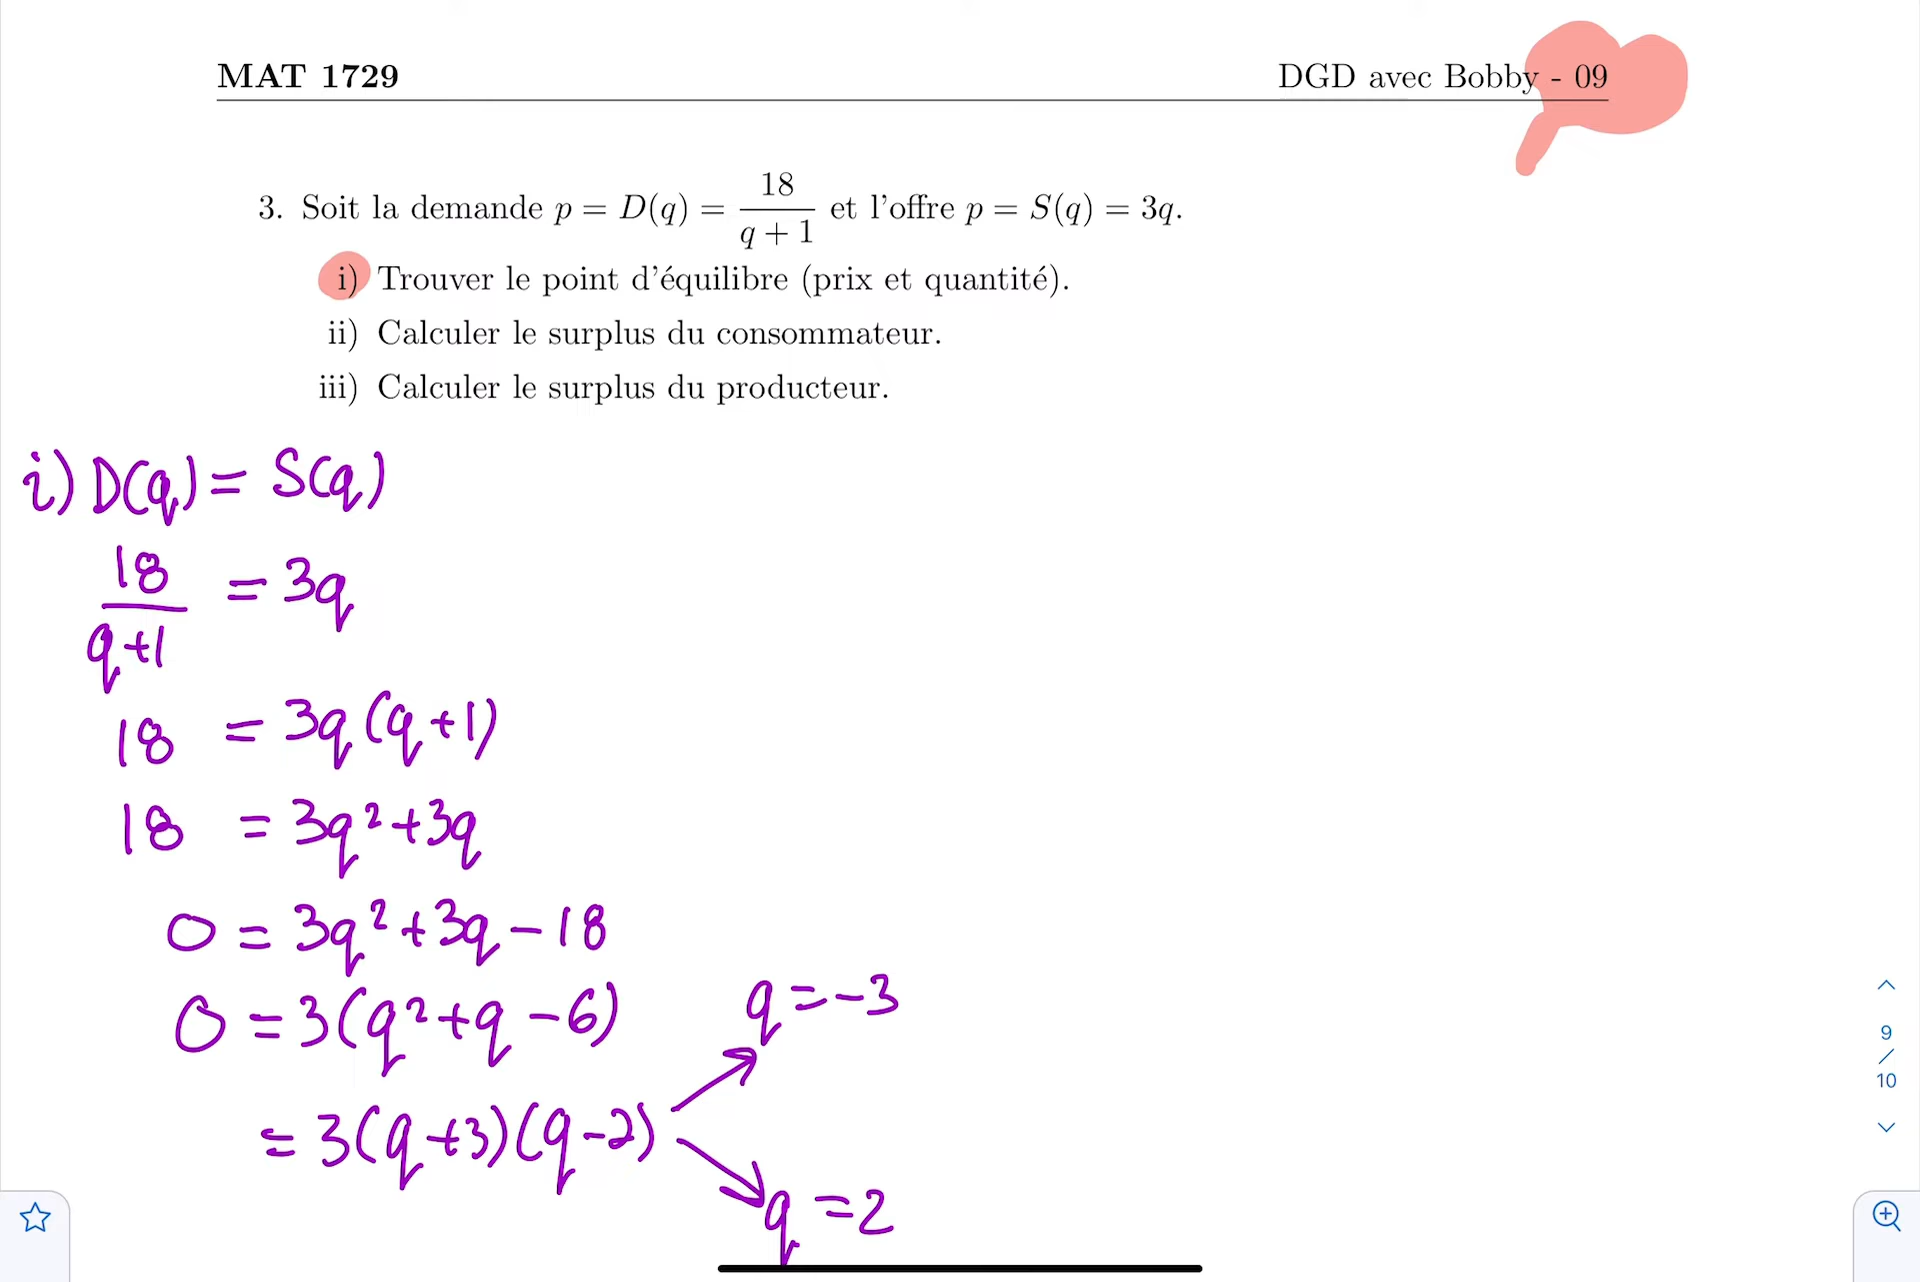 MAT 1729 DGD avec Bobby - 09
3. Soit la demande p = D(q) = 18/(q + 1) et l'offre p = S(q) = 3q.
i) Trouver le point d'équilibre (prix et quantité).
ii) Calculer le surplus du consommateur.
iii) Calculer le surplus du producteur.
i) D(q) = S(q)
18/(q+1) = 3q
18 = 3q(q+1)
18 = 3q²+3q
0 = 3q²+3q-18
0 = 3(q²+q-6)
= 3(q+3)(q-2)
q = -3
q = 2
9
/
10